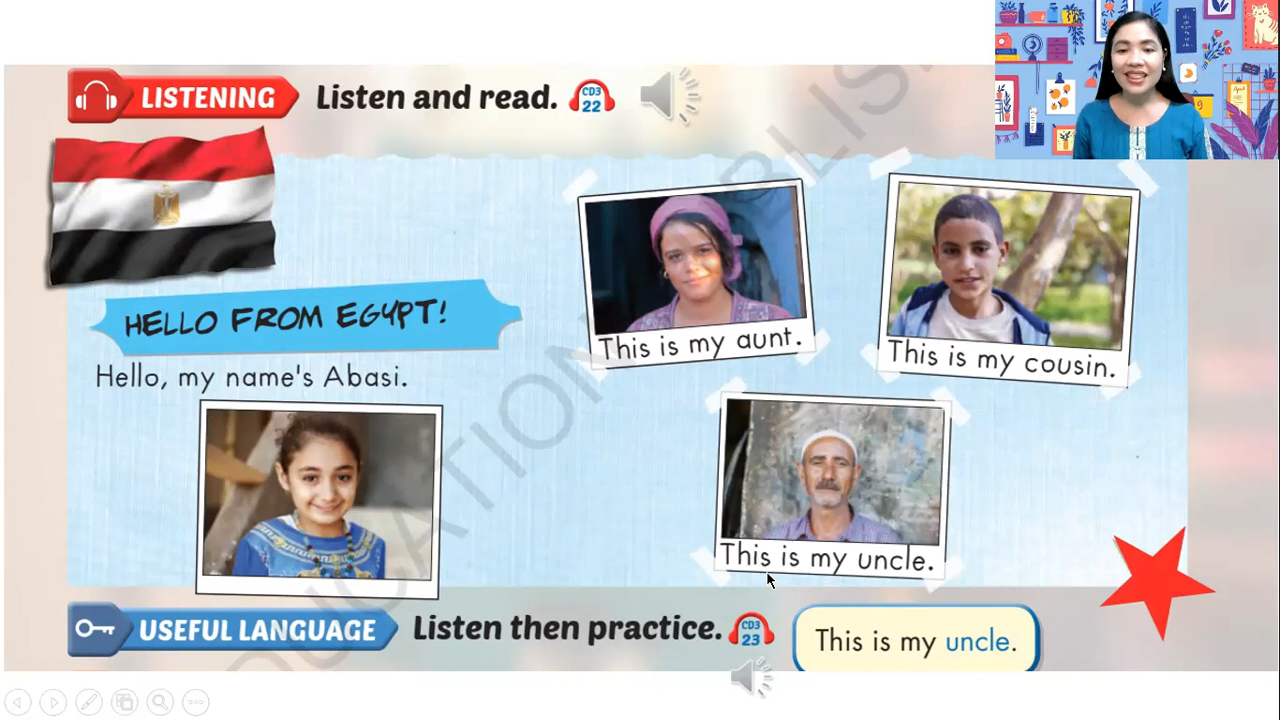 LISTENING Listen and read. CD3 22
HELLO FROM EGYPT!
Hello, my name's Abasi.
This is my aunt.
This is my cousin.
This is my uncle.
USEFUL LANGUAGE Listen then practice. CD3 23
This is my uncle.